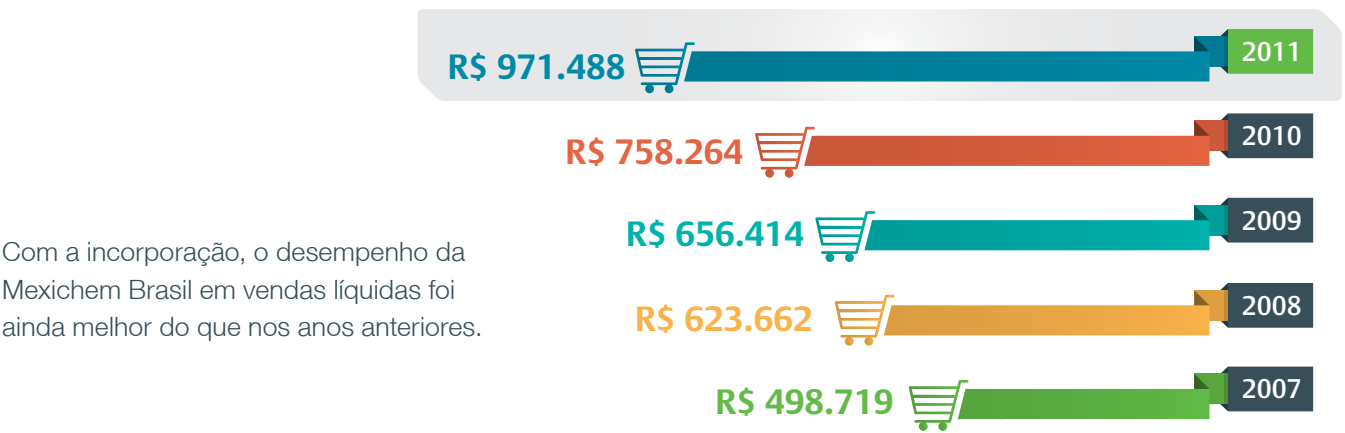 R$ 971.488 2011
R$ 758.264 2010
R$ 656.414 2009
Com a incorporação, o desempenho da
Mexichem Brasil em vendas líquidas foi
ainda melhor do que nos anos anteriores.
R$ 623.662 2008
R$ 498.719 2007